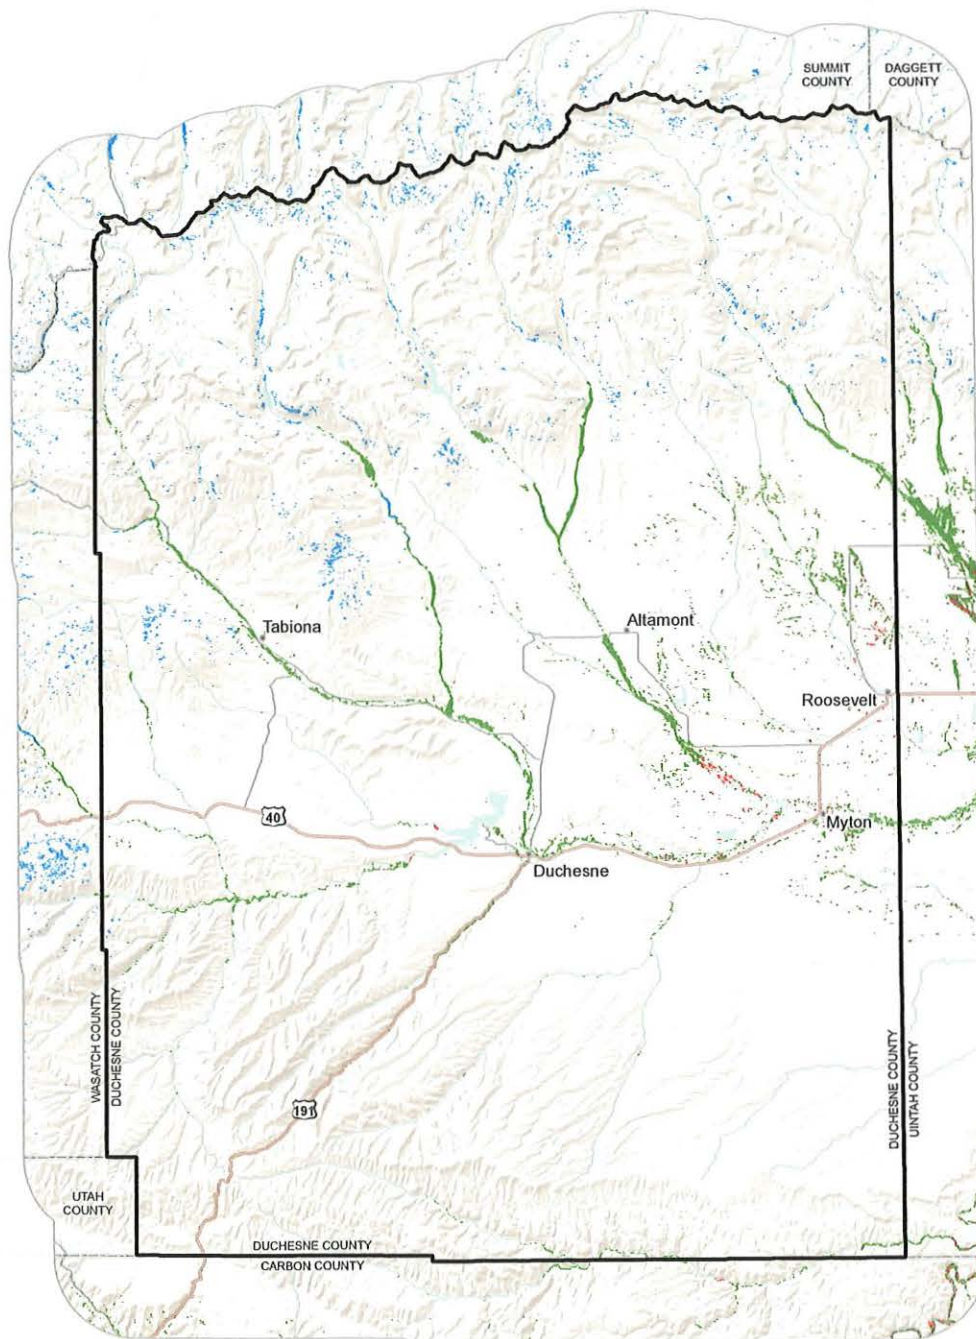 SUMMIT
COUNTY
DAGGETT
COUNTY
Tabiona
Altamont
Roosevelt
40
Myton
Duchesne
WASATCH COUNTY
DUCHESNE COUNTY
DUCHESNE COUNTY
UINTAH COUNTY
191
UTAH
COUNTY
DUCHESNE COUNTY
CARBON COUNTY